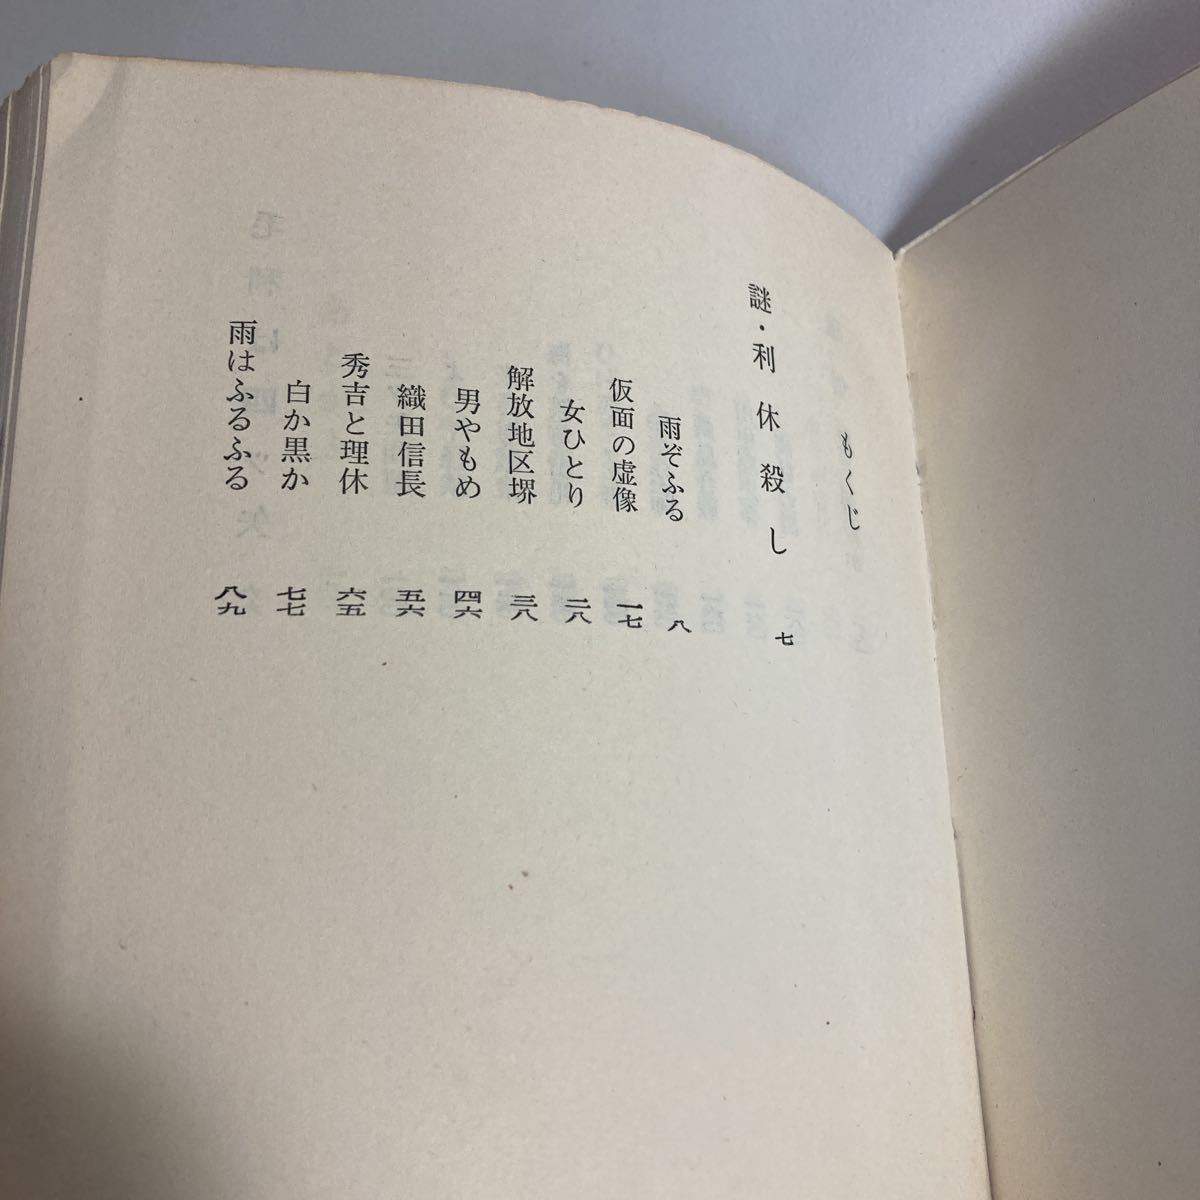 もくじ
謎・利休殺し 七
雨ぞふる 八
仮面の虚像 一七
女ひとり 二八
解放地区堺 三八
男やもめ 四六
織田信長 五六
秀吉と理休 六五
白か黒か 七七
雨はふるふる 八九